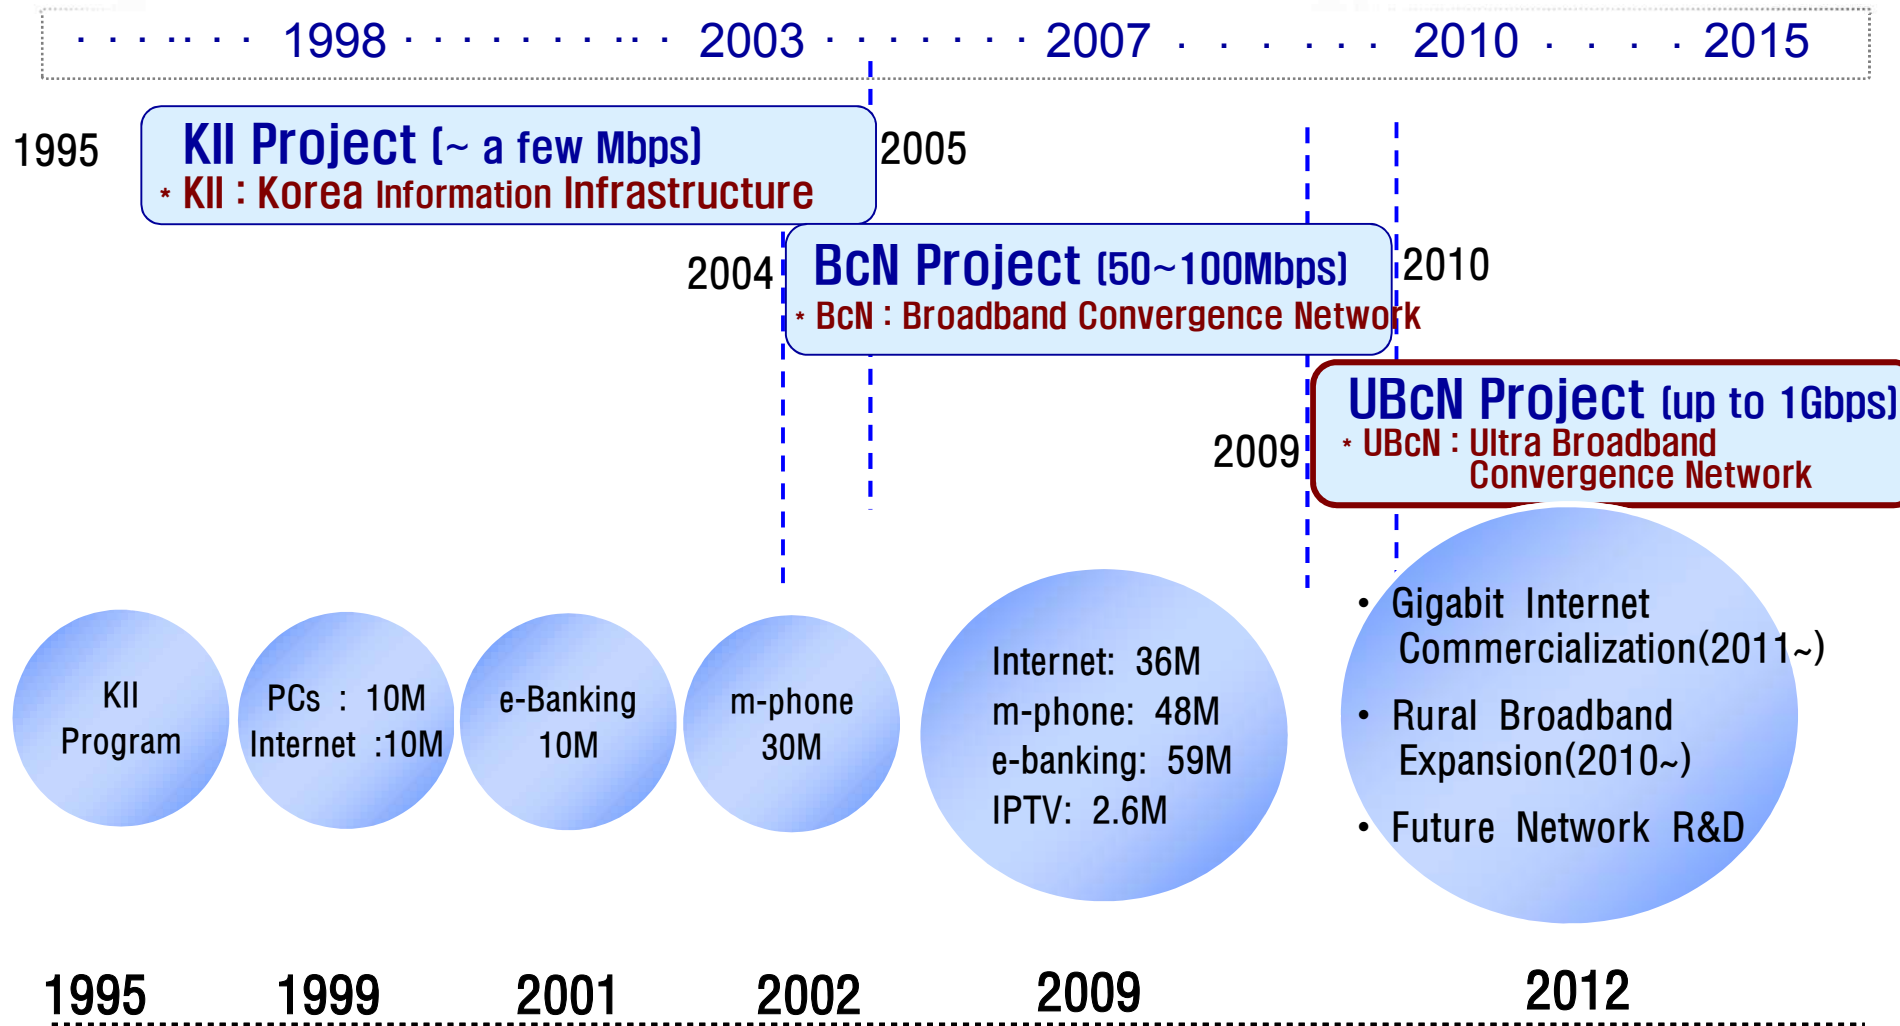 · · · ·· · · 1998 · · · · · · · ·· · 2003 · · · · · · · 2007 · · · · · · 2010 · · · · 2015
1995
KII Project (~ a few Mbps)
* KII : Korea Information Infrastructure
2005
2004
BcN Project (50~100Mbps)
* BcN : Broadband Convergence Network
2010
2009
UBcN Project (up to 1Gbps)
* UBcN : Ultra Broadband
Convergence Network
KII
Program
PCs : 10M
Internet :10M
e-Banking
10M
m-phone
30M
Internet: 36M
m-phone: 48M
e-banking: 59M
IPTV: 2.6M
• Gigabit Internet
Commercialization(2011~)
• Rural Broadband
Expansion(2010~)
• Future Network R&D
1995 1999 2001 2002 2009 2012